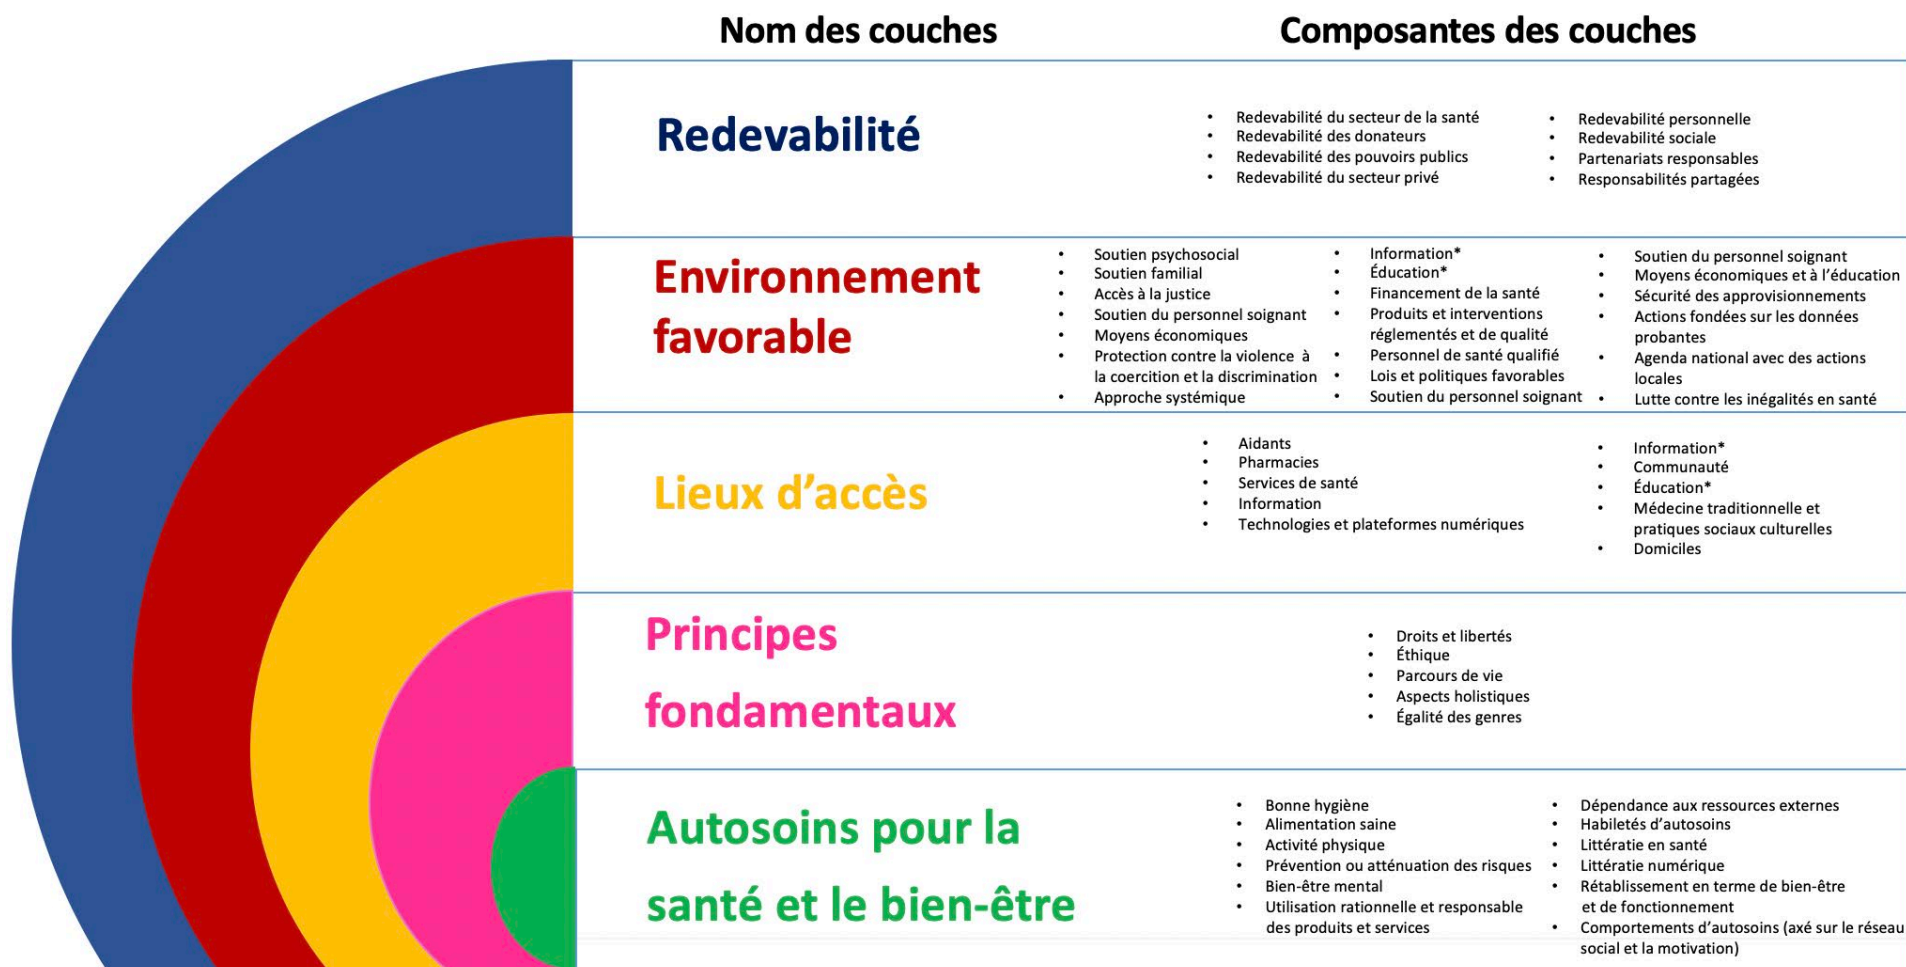 Nom des couches
Composantes des couches
Redevabilité
• Redevabilité du secteur de la santé
• Redevabilité des donateurs
• Redevabilité des pouvoirs publics
• Redevabilité du secteur privé
• Redevabilité personnelle
• Redevabilité sociale
• Partenariats responsables
• Responsabilités partagées
Environnement
favorable
• Soutien psychosocial
• Soutien familial
• Accès à la justice
• Soutien du personnel soignant
• Moyens économiques
• Protection contre la violence à
la coercition et la discrimination
• Approche systémique
• Information*
• Éducation*
• Financement de la santé
• Produits et interventions
réglementés et de qualité
• Personnel de santé qualifié
• Lois et politiques favorables
• Soutien du personnel soignant
• Soutien du personnel soignant
• Moyens économiques et à l'éducation
• Sécurité des approvisionnements
• Actions fondées sur les données
probantes
• Agenda national avec des actions
locales
• Lutte contre les inégalités en santé
Lieux d'accès
• Aidants
• Pharmacies
• Services de santé
• Information
• Technologies et plateformes numériques
• Information*
• Communauté
• Éducation*
• Médecine traditionnelle et
pratiques sociaux culturelles
• Domiciles
Principes
fondamentaux
• Droits et libertés
• Éthique
• Parcours de vie
• Aspects holistiques
• Égalité des genres
Autosoins pour la
santé et le bien-être
• Bonne hygiène
• Alimentation saine
• Activité physique
• Prévention ou atténuation des risques
• Bien-être mental
• Utilisation rationnelle et responsable
des produits et services
• Dépendance aux ressources externes
• Habiletés d'autosoins
• Littératie en santé
• Littératie numérique
• Rétablissement en terme de bien-être
et de fonctionnement
• Comportements d'autosoins (axé sur le réseau
social et la motivation)